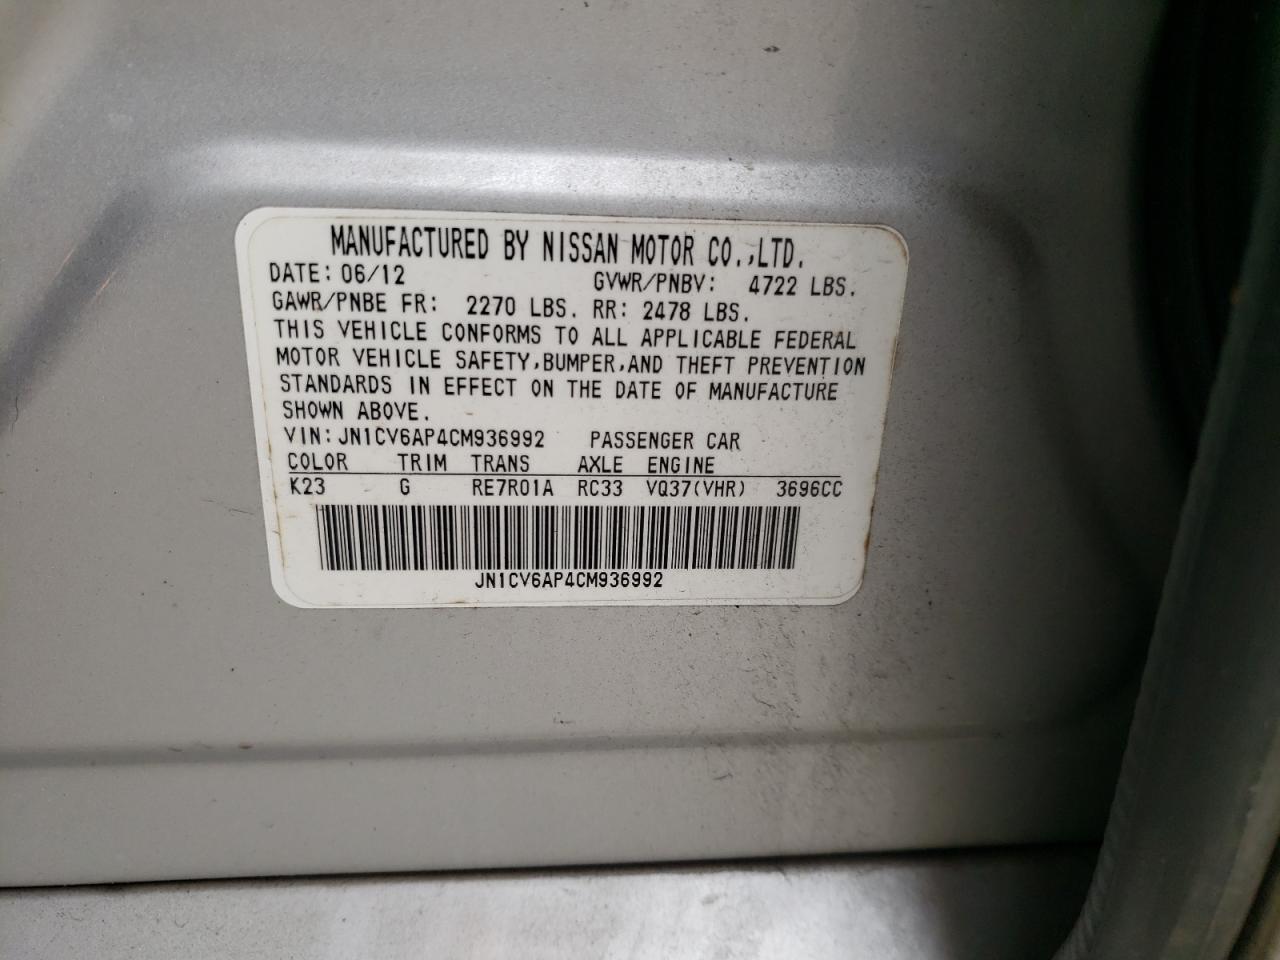 MANUFACTURED BY NISSAN MOTOR CO.,LTD.
DATE: 06/12 GVWR/PNBV: 4722 LBS.
GAWR/PNBE FR: 2270 LBS. RR: 2478 LBS.
THIS VEHICLE CONFORMS TO ALL APPLICABLE FEDERAL
MOTOR VEHICLE SAFETY,BUMPER,AND THEFT PREVENTION
STANDARDS IN EFFECT ON THE DATE OF MANUFACTURE
SHOWN ABOVE.
VIN:JN1CV6AP4CM936992 PASSENGER CAR
COLOR TRIM TRANS AXLE ENGINE
K23 G RE7R01A RC33 VQ37(VHR) 3696CC
JN1CV6AP4CM936992